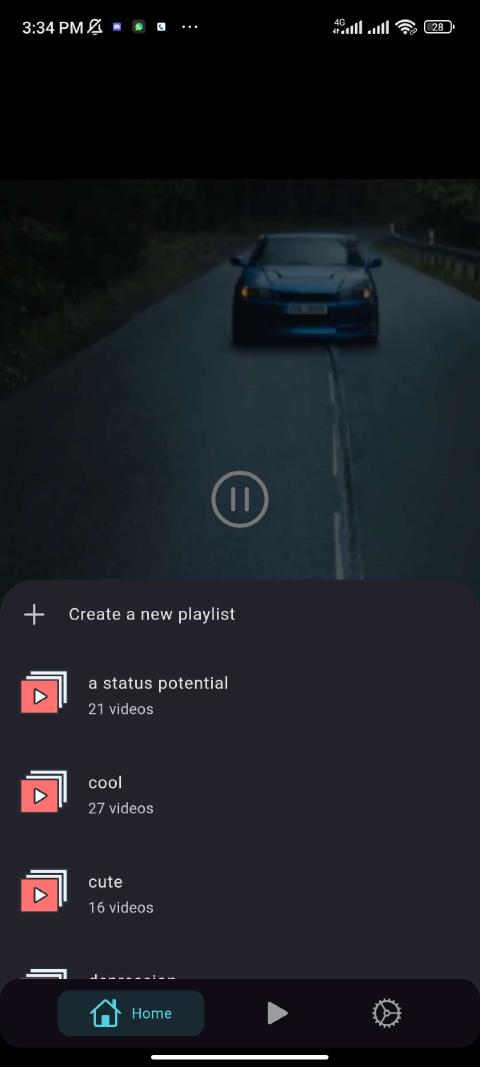 3:34 PM
4G
28
Create a new playlist
a status potential
21 videos
cool
27 videos
cute
16 videos
depression
Home